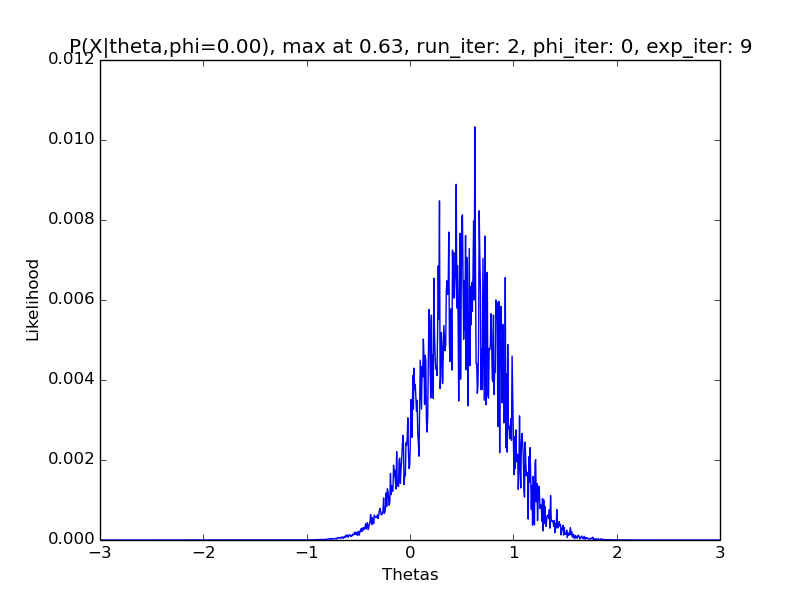 P(X|theta,phi=0.00), max at 0.63, run_iter: 2, phi_iter: 0, exp_iter: 9
0.012
0.010
0.008
0.006
0.004
0.002
0.000
Likelihood
−3 −2 −1 0 1 2 3
Thetas